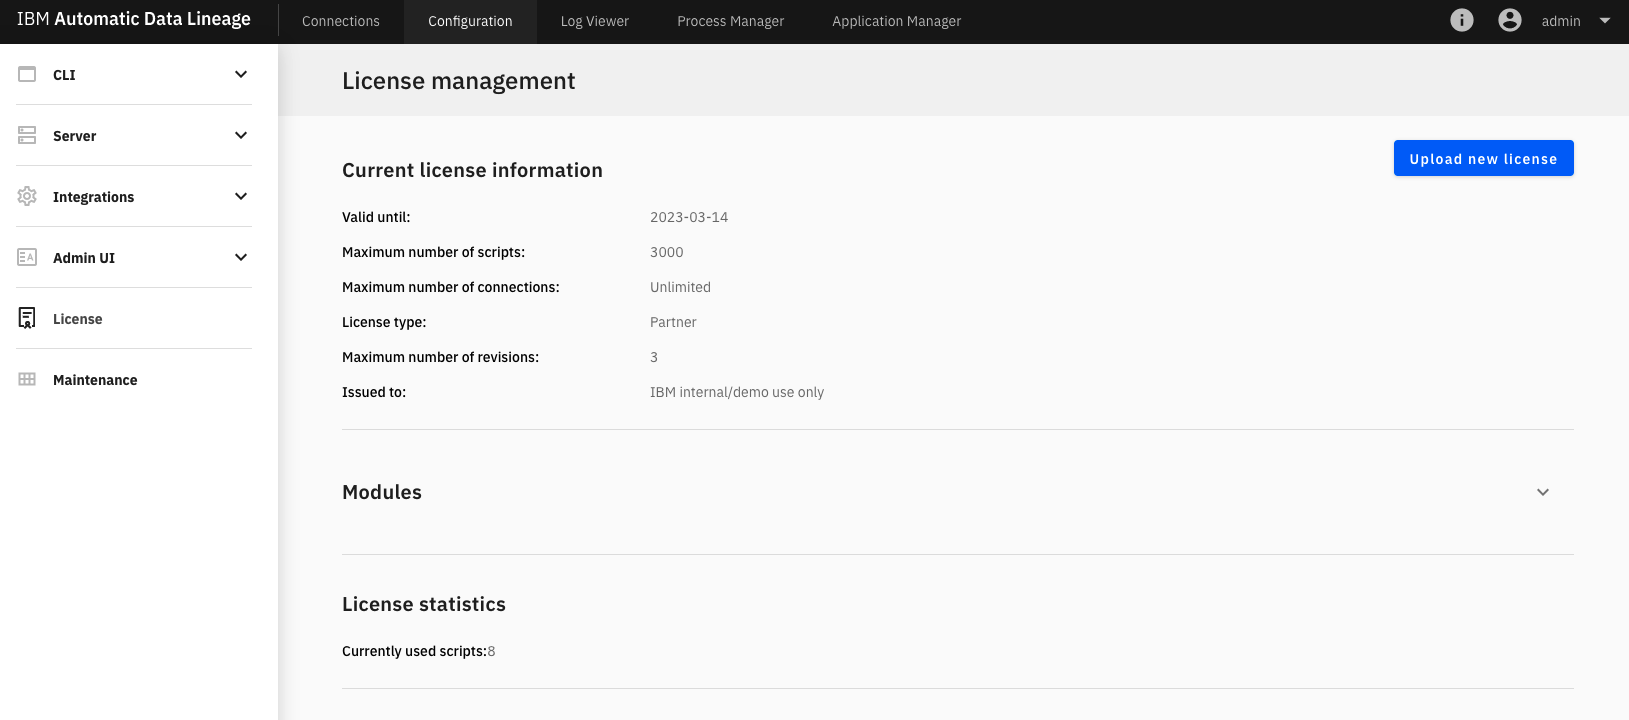 IBM Automatic Data Lineage
Connections
Configuration
Log Viewer
Process Manager
Application Manager
admin
CLI
Server
Integrations
Admin UI
License
Maintenance
License management
Current license information
Upload new license
Valid until: 2023-03-14
Maximum number of scripts: 3000
Maximum number of connections: Unlimited
License type: Partner
Maximum number of revisions: 3
Issued to: IBM internal/demo use only
Modules
License statistics
Currently used scripts:8